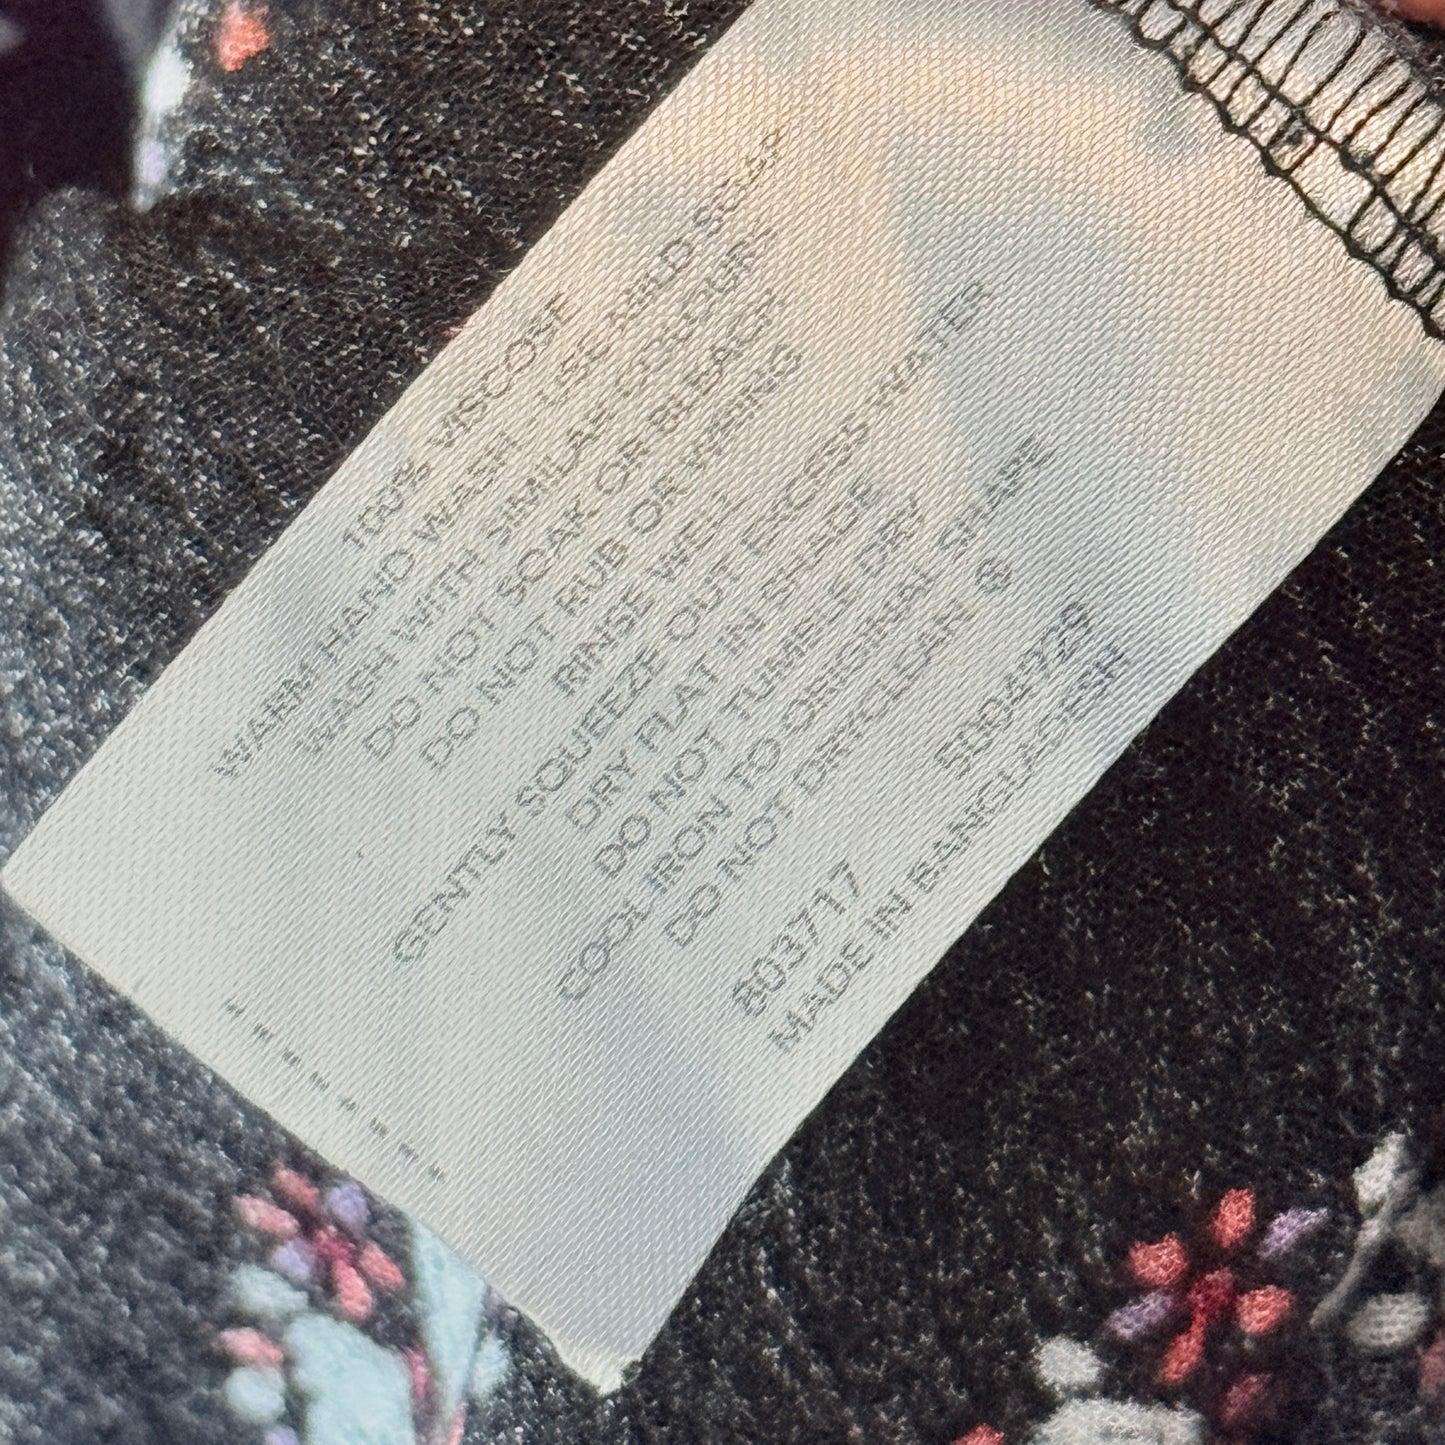 100% VISCOSE
WARM HAND WASH USE MILD SOAP
WASH WITH SIMILAR COLOURS
DO NOT SOAK OR BLEACH
DO NOT RUB OR WRING
RINSE WELL
GENTLY SQUEEZE OUT EXCESS WATER
DRY FLAT IN SHADE
DO NOT TUMBLE DRY
COOL IRON TO ORIGINAL SHAPE
DO NOT DRYCLEAN
803717 5004229
MADE IN BANGLADESH